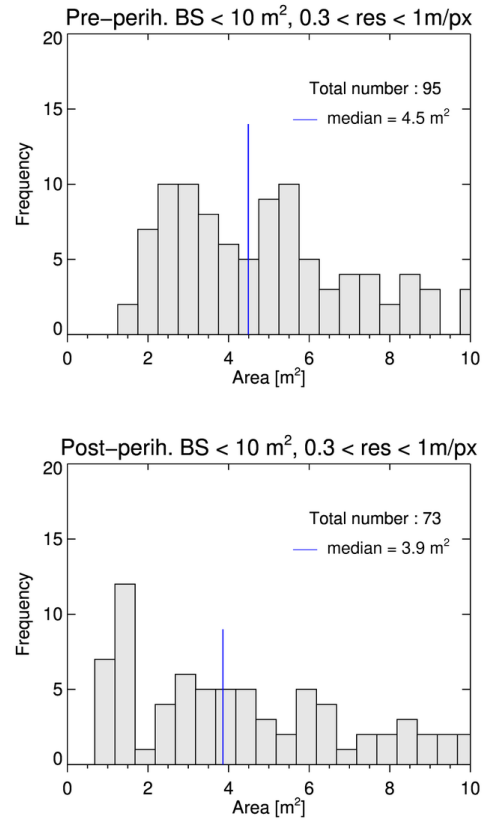 Pre−perih. BS < 10 m², 0.3 < res < 1m/px
20
Total number : 95
15
median = 4.5 m²
Frequency
10
5
0
0 2 4 6 8 10
Area [m²]
Post−perih. BS < 10 m², 0.3 < res < 1m/px
20
Total number : 73
15
median = 3.9 m²
Frequency
10
5
0
0 2 4 6 8 10
Area [m²]